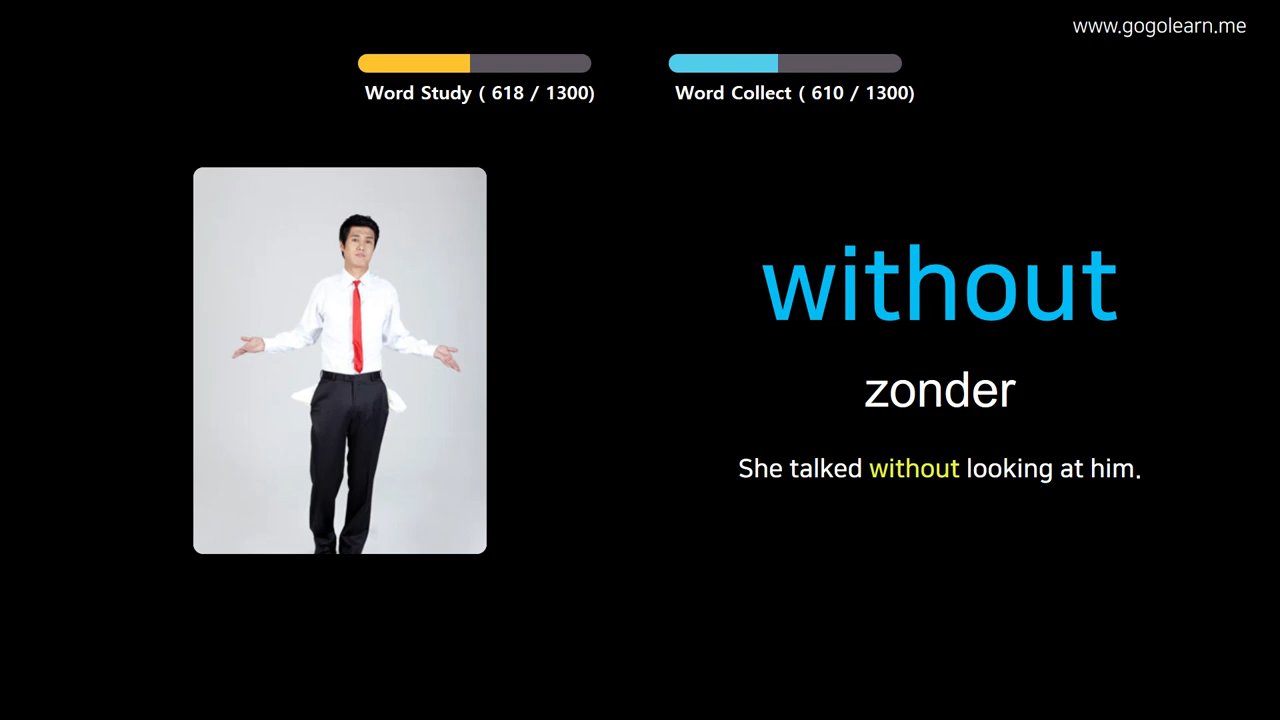 www.gogolearn.me
Word Study ( 618 / 1300)
Word Collect ( 610 / 1300)
without
zonder
She talked without looking at him.